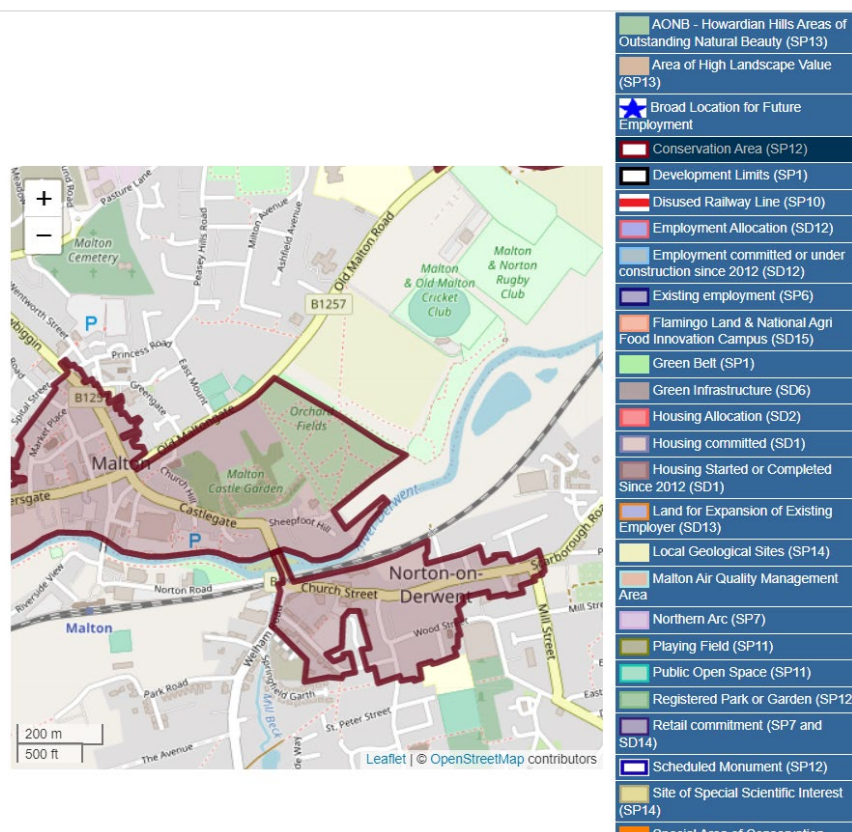 Pasture Lane
Malton
Cemetery
Peasey Hills Road
Milton Avenue
Ashfield Avenue
Old Malton Road
B1257
Malton
& Old Malton
Cricket
Club
Malton
& Norton
Rugby
Club
Wentworth Street
P
Princess Road
East Mount
Greengate
Spital Street
Market Place
Old Maltongate
Orchard
Fields
Malton
Malton
Castle Garden
Church Hill
Castlegate
Sheepfoot Hill
P
River Derwent
Scarborough Road
Norton-on-
Derwent
Church Street
Wood Street
Mill Street
Norton Road
Riverside View
Malton
Welham Road
Springfield Garth
Mill Beck
Park Road
St. Peter Street
The Avenue
+
−
200 m
500 ft
Leaflet | © OpenStreetMap contributors
AONB - Howardian Hills Areas of
Outstanding Natural Beauty (SP13)
Area of High Landscape Value
(SP13)
Broad Location for Future
Employment
Conservation Area (SP12)
Development Limits (SP1)
Disused Railway Line (SP10)
Employment Allocation (SD12)
Employment committed or under
construction since 2012 (SD12)
Existing employment (SP6)
Flamingo Land & National Agri
Food Innovation Campus (SD15)
Green Belt (SP1)
Green Infrastructure (SD6)
Housing Allocation (SD2)
Housing committed (SD1)
Housing Started or Completed
Since 2012 (SD1)
Land for Expansion of Existing
Employer (SD13)
Local Geological Sites (SP14)
Malton Air Quality Management
Area
Northern Arc (SP7)
Playing Field (SP11)
Public Open Space (SP11)
Registered Park or Garden (SP12
Retail commitment (SP7 and
SD14)
Scheduled Monument (SP12)
Site of Special Scientific Interest
(SP14)
Special Area of Conservation